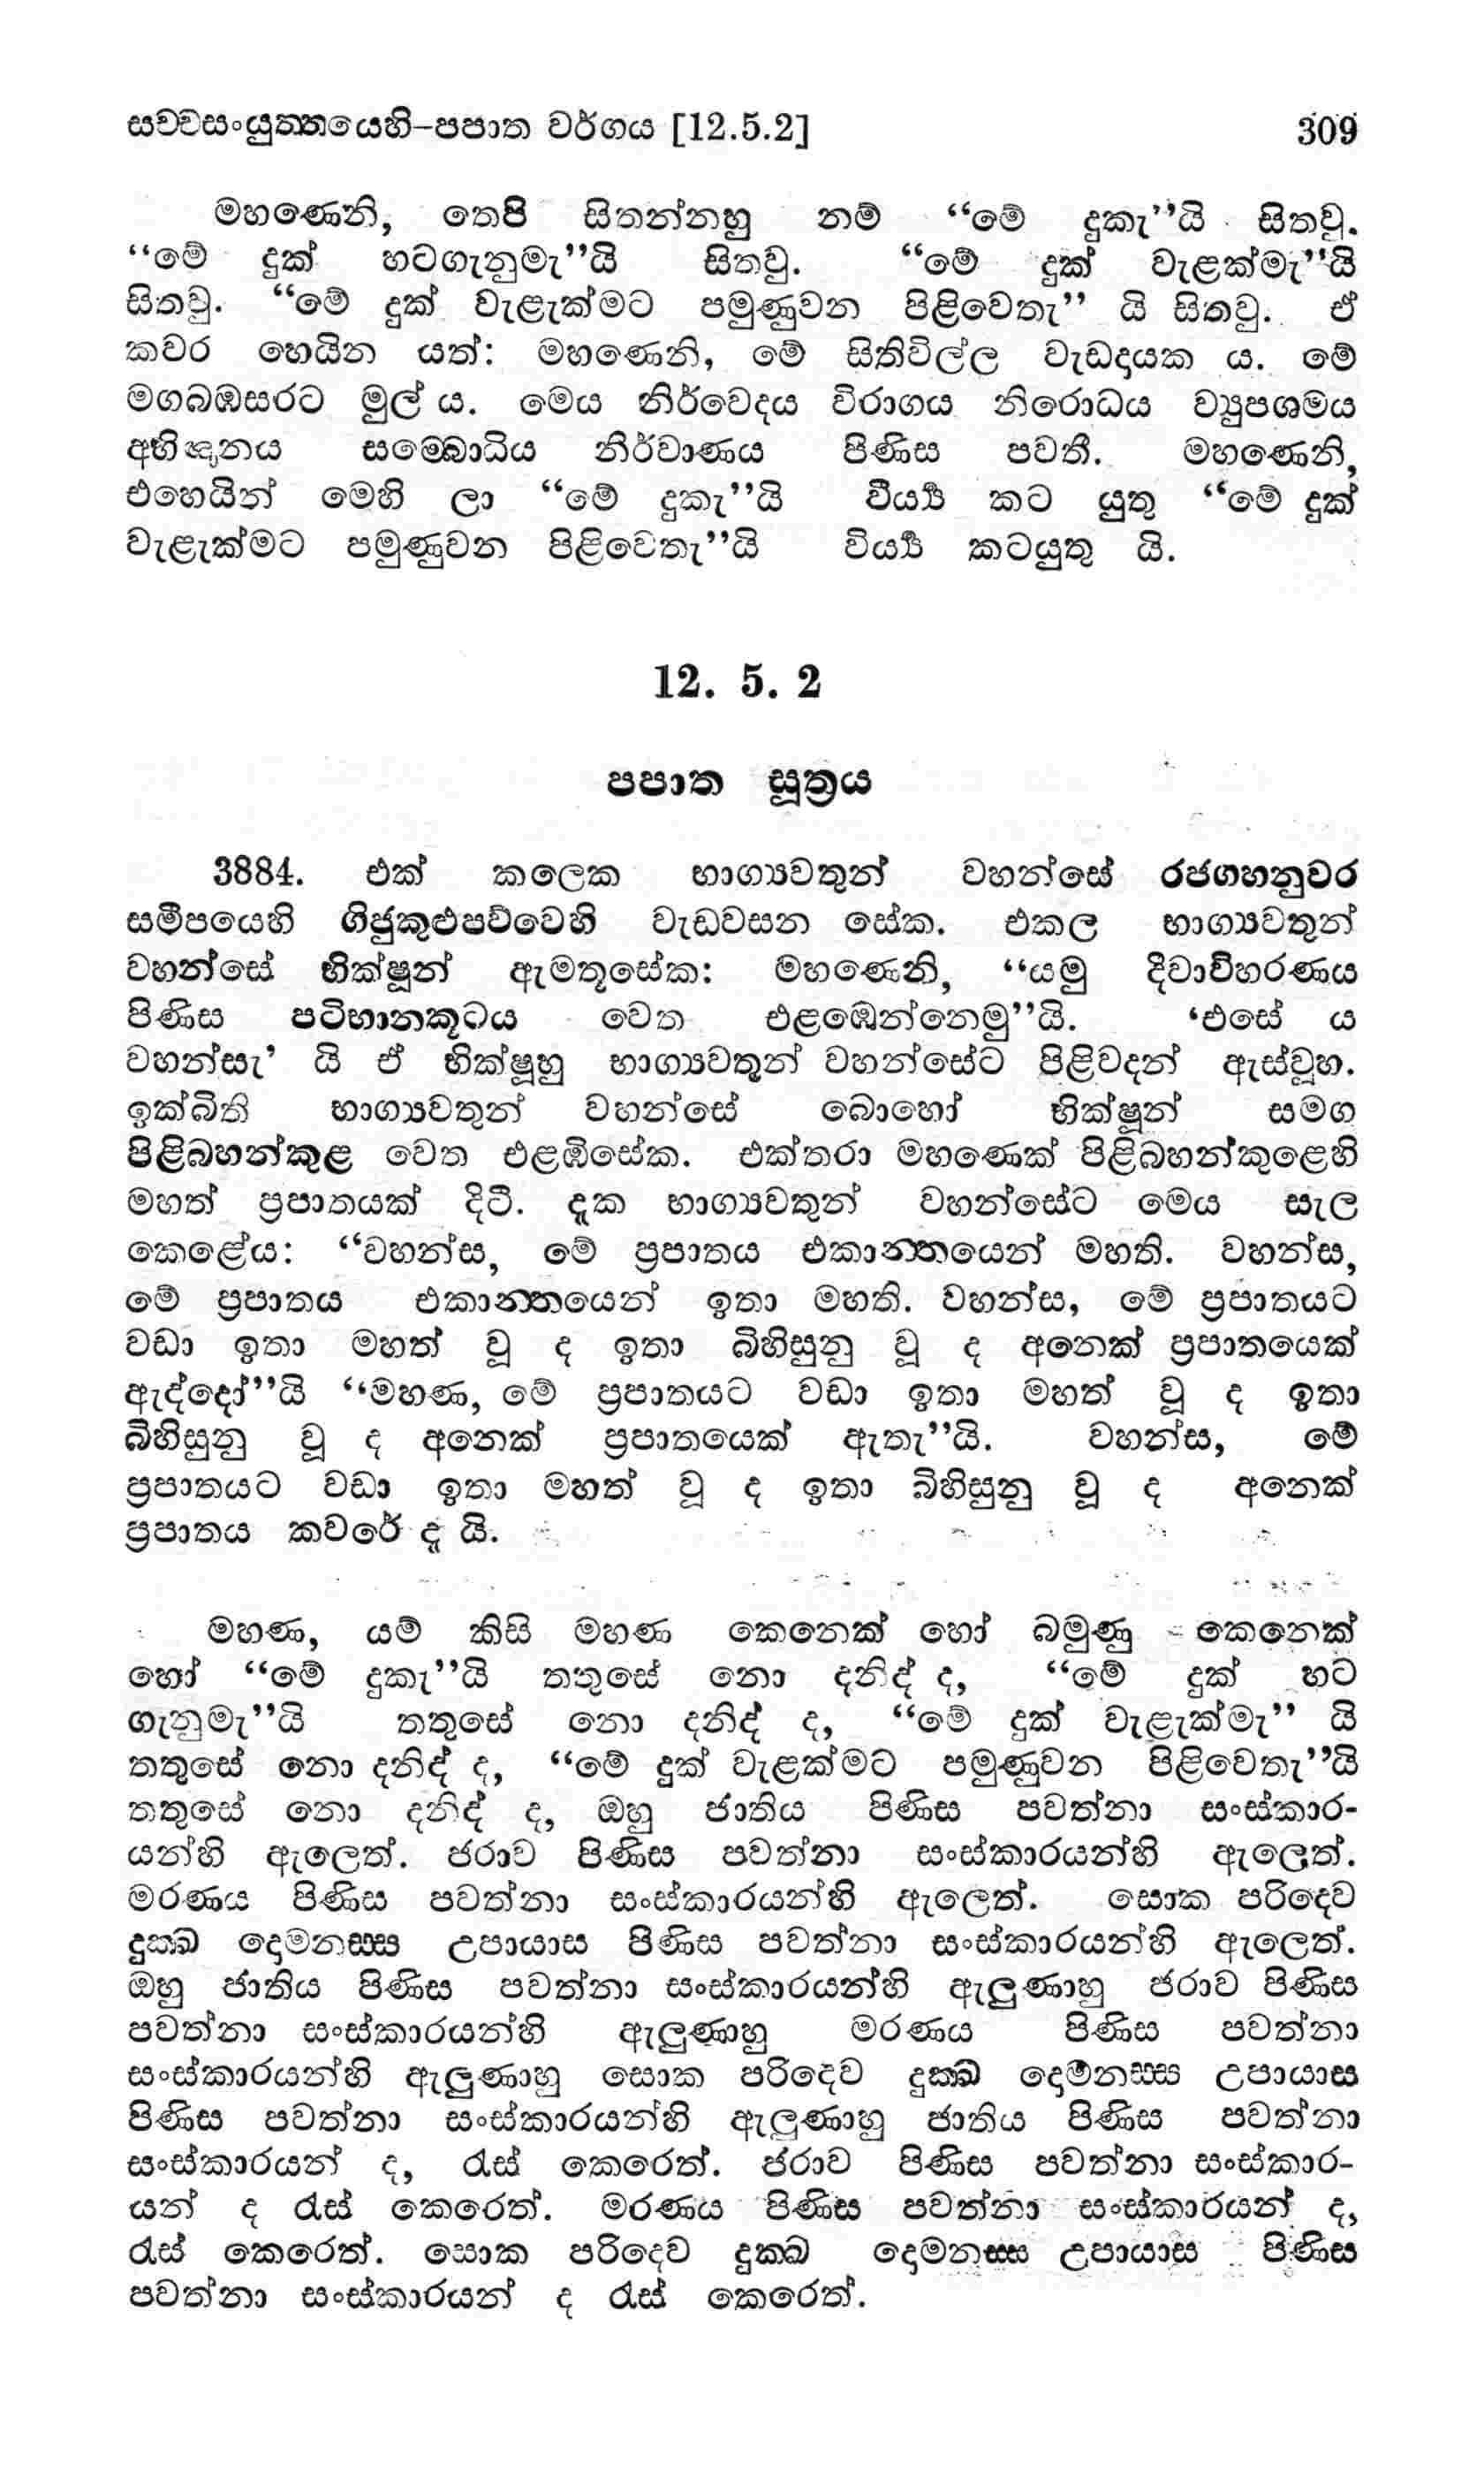 සච්චසංයුත්තයෙහි–පපාත වර්ගය [12.5.2] 309
මහණෙනි, තෙපි සිතන්නහු නම් “මේ දුකැ”යි සිතවු.
“මේ දුක් හටගැනුමැ”යි සිතවු. “මේ දුක් වැළක්මැ”යි
සිතවු. “මේ දුක් වැළැක්මට පමුණුවන පිළිවෙතැ” යි සිතවු. ඒ
කවර හෙයින යත්: මහණෙනි, මේ සිතිවිල්ල වැඩදායක ය. මේ
මගබඹසරට මුල් ය. මෙය නිර්වෙදය විරාගය නිරොධය ව්‍යුපශමය
අභිඥානය සම්බොධිය නිර්වාණය පිණිස පවතී. මහණෙනි,
එහෙයින් මෙහි ලා “මේ දුකැ”යි වීර්‍ය්‍ය කට යුතු “මේ දුක්
වැළැක්මට පමුණුවන පිළිවෙතැ”යි විර්‍ය්‍ය කටයුතු යි.
12. 5. 2
පපාත සූත්‍රය
3884. එක් කලෙක භාග්‍යවතුන් වහන්සේ රජගහනුවර
සමීපයෙහි ගිජුකුළුපව්වෙහි වැඩවසන සේක. එකල භාග්‍යවතුන්
වහන්සේ භික්ෂූන් ඇමතූසේක: මහණෙනි, “යමු දිවාවිහරණය
පිණිස පටිභානකූටය වෙත එළඹෙන්නෙමු”යි. ‘එසේ ය
වහන්සැ’ යි ඒ භික්ෂූහු භාග්‍යවතුන් වහන්සේට පිළිවදන් ඇස්වූහ.
ඉක්බිති භාග්‍යවතුන් වහන්සේ බොහෝ භික්ෂූන් සමග
පිළිබහන්කුළ වෙත එළඹිසේක. එක්තරා මහණෙක් පිළිබහන්කුළෙහි
මහත් ප්‍රපාතයක් දිටී. දැක භාග්‍යවකුන් වහන්සේට මෙය සැල
කෙළේය: “වහන්ස, මේ ප්‍රපාතය එකාන්තයෙන් මහති. වහන්ස,
මේ ප්‍රපාතය එකාන්තයෙන් ඉතා මහති. වහන්ස, මේ ප්‍රපාතයට
වඩා ඉතා මහත් වූ ද ඉතා බිහිසුනු වූ ද අනෙක් ප්‍රපාතයෙක්
ඇද්දෝ”යි “මහණ, මේ ප්‍රපාතයට වඩා ඉතා මහත් වූ ද ඉතා
බිහිසුනු වූ ද අනෙක් ප්‍රපාතයෙක් ඇතැ”යි. වහන්ස, මේ
ප්‍රපාතයට වඩා ඉතා මහත් වූ ද ඉතා බිහිසුනු වූ ද අනෙක්
ප්‍රපාතය කවරේ දැ යි.
මහණ, යම් කිසි මහණ කෙනෙක් හෝ බමුණු කෙනෙක්
හෝ “මේ දුකැ”යි තතුසේ නො දනිද් ද, “මේ දුක් හට
ගැනුමැ”යි තතුසේ නො දනිද් ද, “මේ දුක් වැළැක්මැ” යි
තතුසේ නො දනිද් ද, “මේ දුක් වැළක්මට පමුණුවන පිළිවෙතැ”යි
තතුසේ නො දනිද් ද, ඔහු ජාතිය පිණිස පවත්නා සංස්කාර-
යන්හි ඇලෙත්. ජරාව පිණිස පවත්නා සංස්කාරයන්හි ඇලෙත්.
මරණය පිණිස පවත්නා සංස්කාරයන්හි ඇලෙත්. සොක පරිදෙව
දුක්ඛ දොමනස්ස උපායාස පිණිස පවත්නා සංස්කාරයන්හි ඇලෙත්.
ඔහු ජාතිය පිණිස පවත්නා සංස්කාරයන්හි ඇලුණාහු ජරාව පිණිස
පවත්නා සංස්කාරයන්හි ඇලුණාහු මරණය පිණිස පවත්නා
සංස්කාරයන්හි ඇලුණාහු සොක පරිදෙව දුක්ඛ දොමනස්ස උපායාස
පිණිස පවත්නා සංස්කාරයන්හි ඇලුණාහු ජාතිය පිණිස පවත්නා
සංස්කාරයන් ද, රැස් කෙරෙත්. ජරාව පිණිස පවත්නා සංස්කාර-
යන් ද රැස් කෙරෙත්. මරණය පිණිස පවත්නා සංස්කාරයන් ද,
රැස් කෙරෙත්. සොක පරිදෙව දුක්ඛ දොමනස්ස උපායාස පිණිස
පවත්නා සංස්කාරයන් ද රැස් කෙරෙත්.